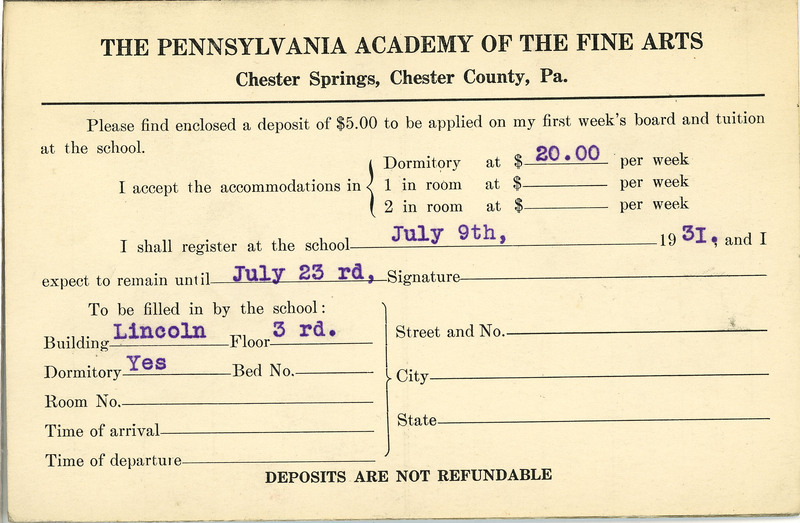 THE PENNSYLVANIA ACADEMY OF THE FINE ARTS
Chester Springs, Chester County, Pa.
Please find enclosed a deposit of $5.00 to be applied on my first week's board and tuition
at the school.
I accept the accommodations in { Dormitory at $ 20.00 per week
1 in room at $ per week
2 in room at $ per week
I shall register at the school July 9th, 19 31, and I
expect to remain until July 23 rd, Signature
To be filled in by the school:
Building Lincoln Floor 3 rd.
Dormitory Yes Bed No.
Room No.
Time of arrival
Time of departure
Street and No.
City
State
DEPOSITS ARE NOT REFUNDABLE